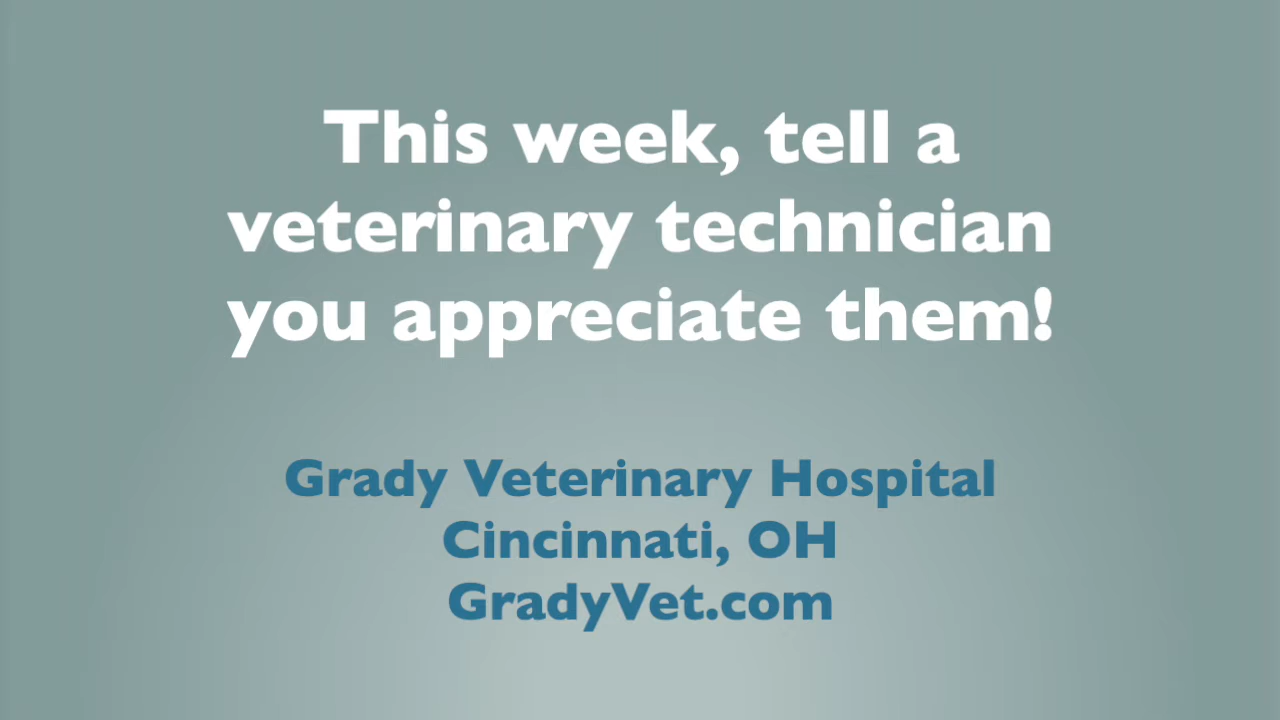 This week, tell a
veterinary technician
you appreciate them!
Grady Veterinary Hospital
Cincinnati, OH
GradyVet.com